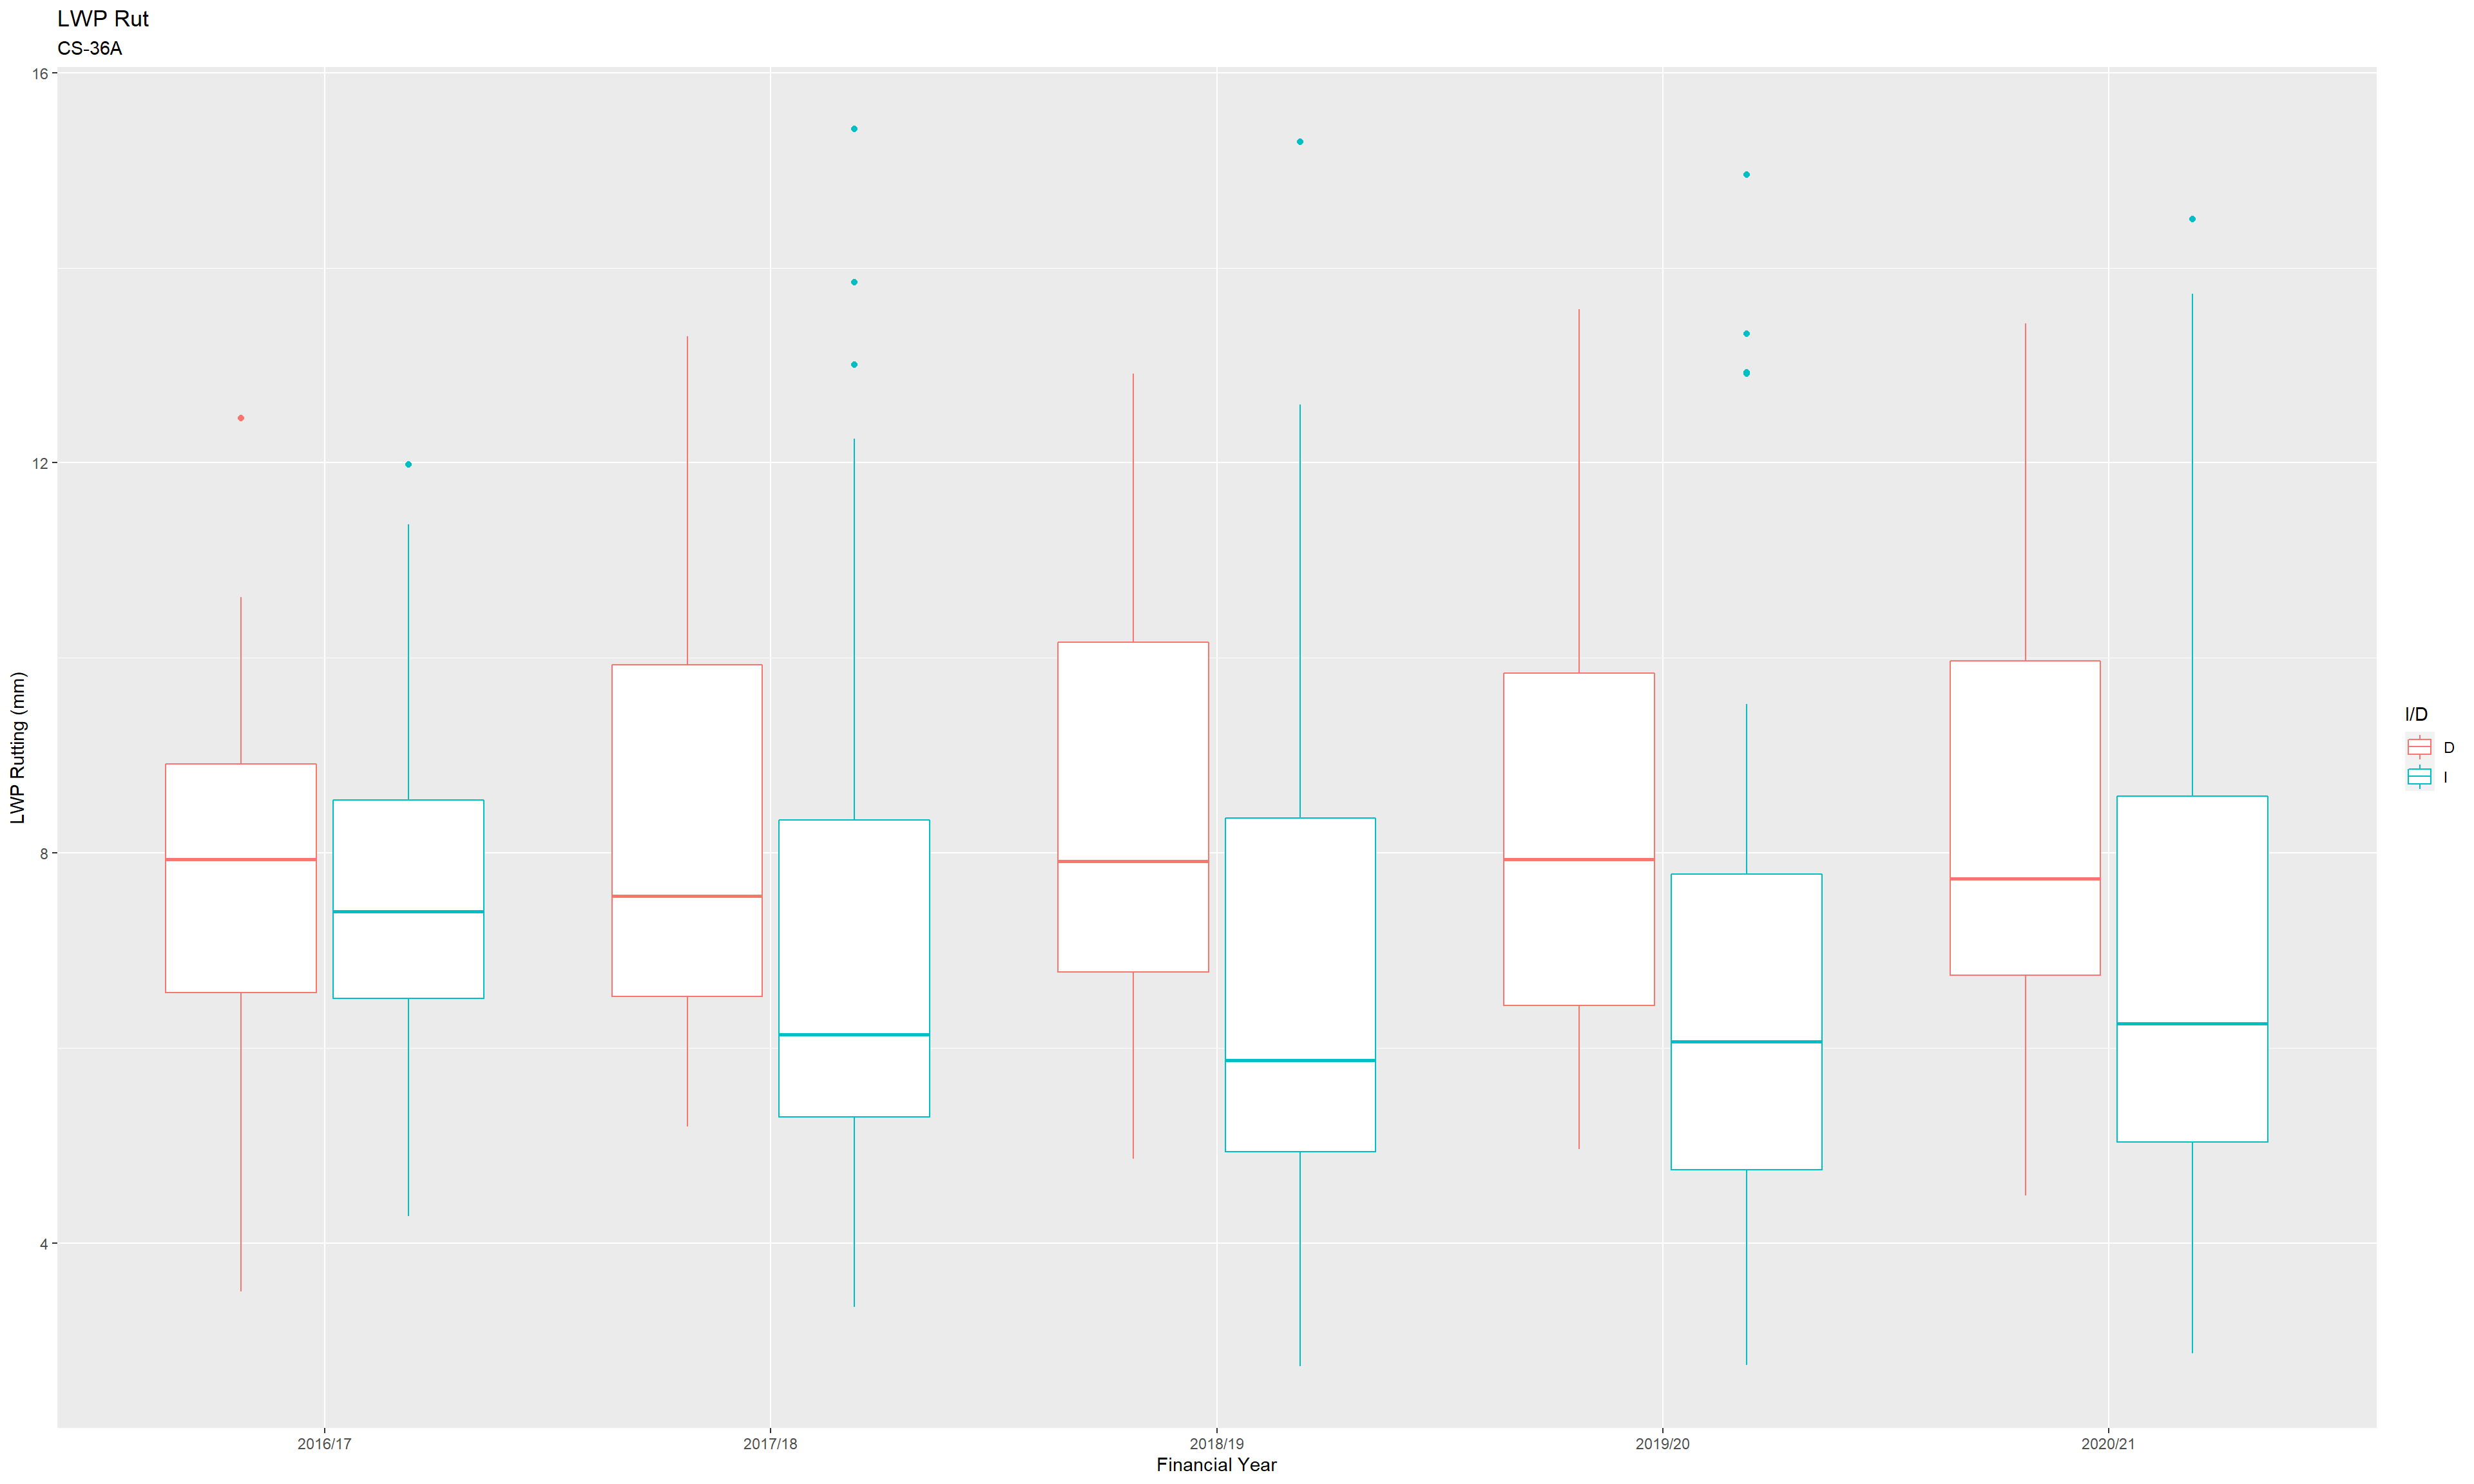 LWP Rut
CS-36A
LWP Rutting (mm)
16
12
8
4
2016/17
2017/18
2018/19
2019/20
2020/21
Financial Year
I/D
D
I